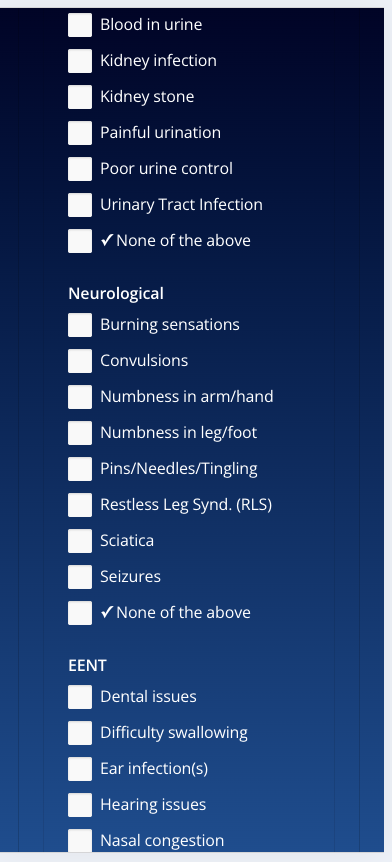 Blood in urine
Kidney infection
Kidney stone
Painful urination
Poor urine control
Urinary Tract Infection
✓None of the above
Neurological
Burning sensations
Convulsions
Numbness in arm/hand
Numbness in leg/foot
Pins/Needles/Tingling
Restless Leg Synd. (RLS)
Sciatica
Seizures
✓None of the above
EENT
Dental issues
Difficulty swallowing
Ear infection(s)
Hearing issues
Nasal congestion